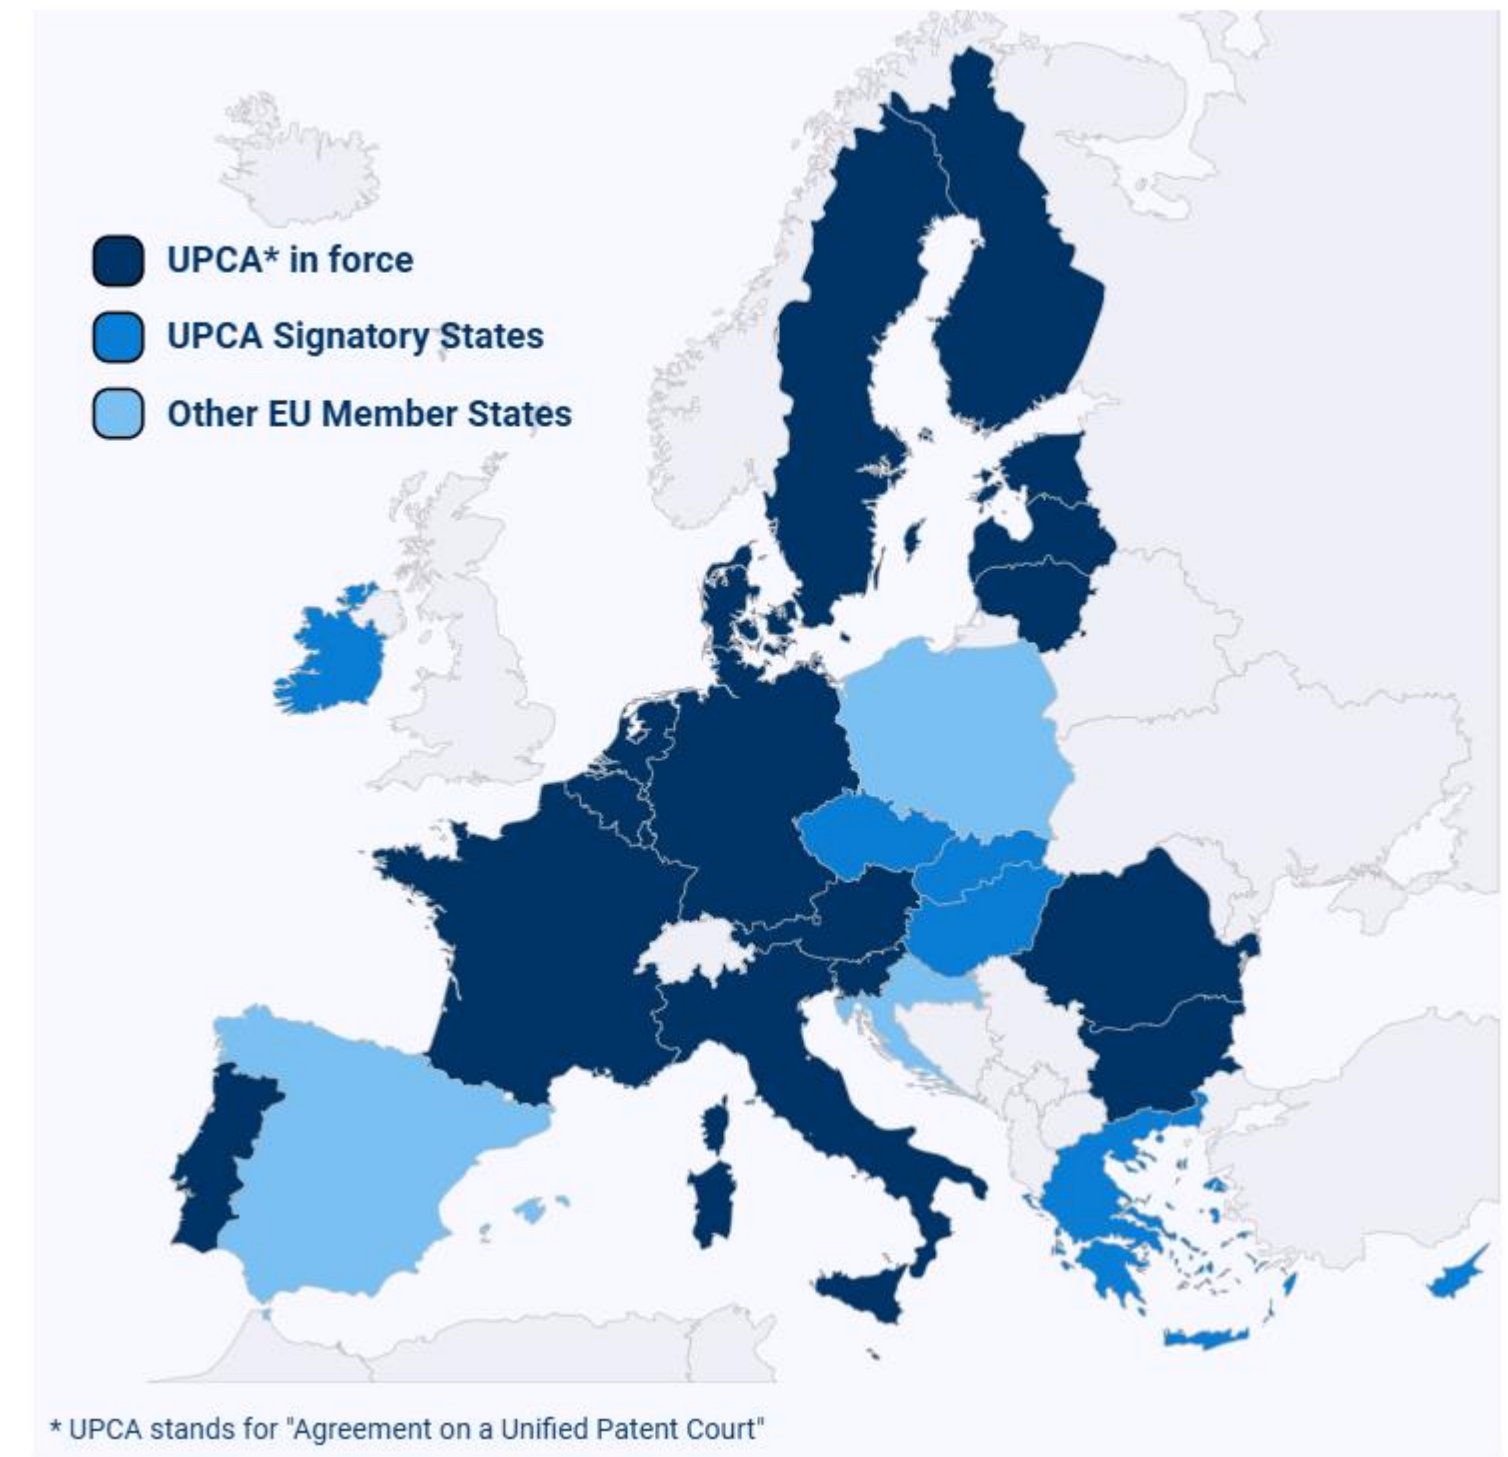 UPCA* in force
UPCA Signatory States
Other EU Member States
* UPCA stands for "Agreement on a Unified Patent Court"